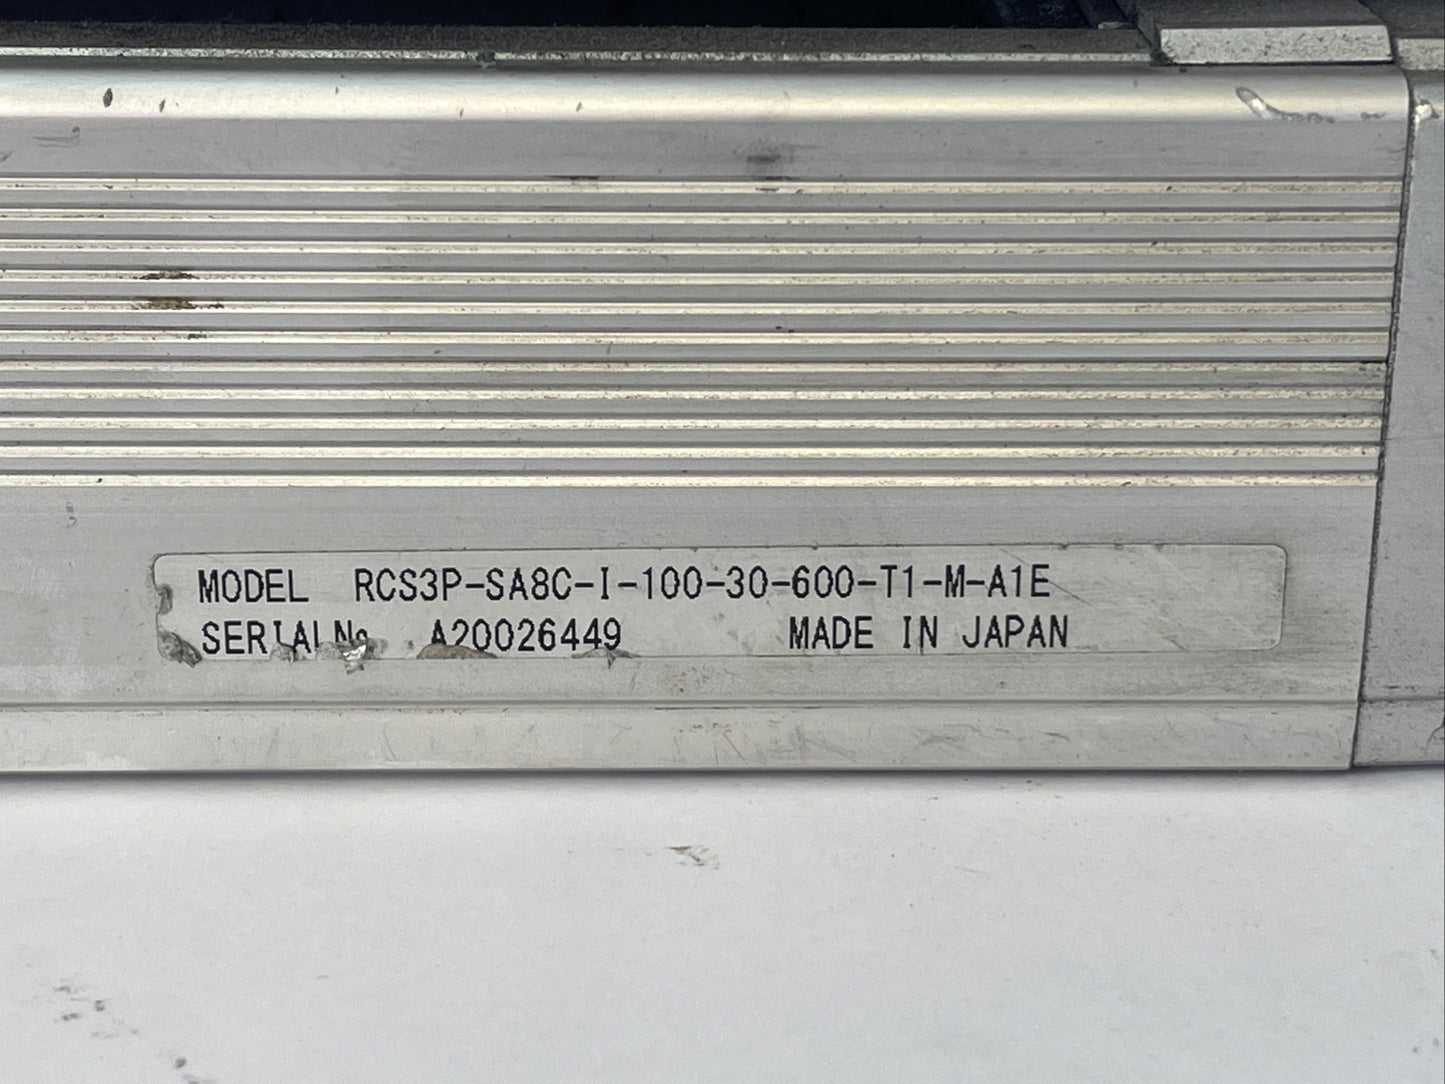 MODEL RCS3P-SA8C-I-100-30-600-T1-M-A1E
SERIAL No A20026449 MADE IN JAPAN